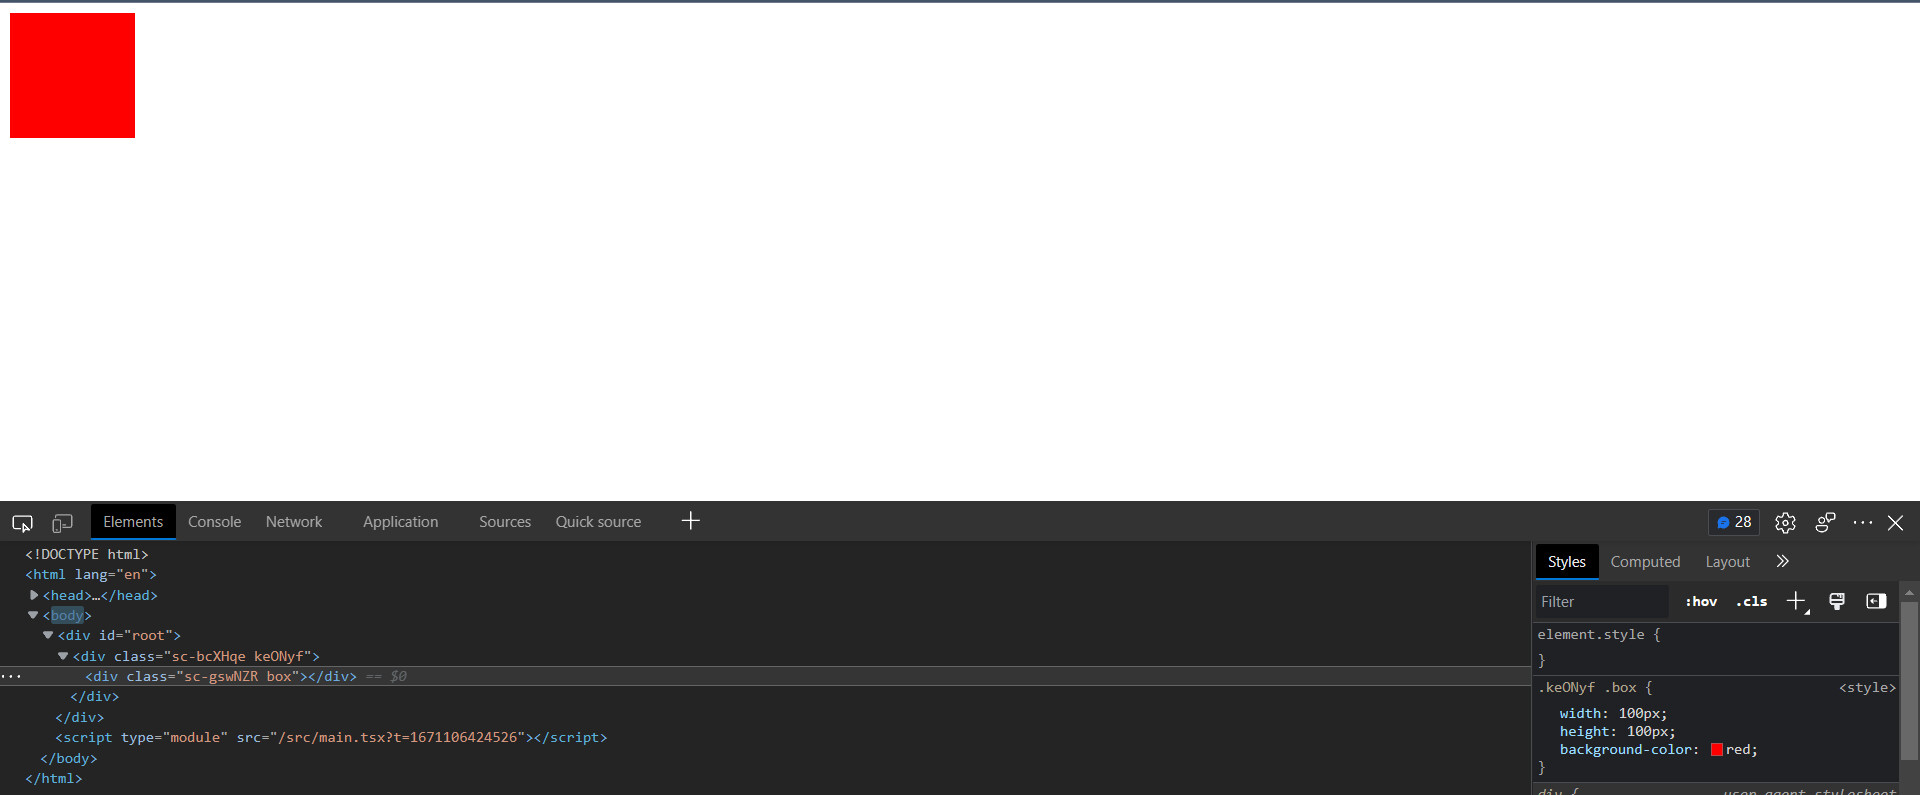 Elements Console Network Application Sources Quick source 28
<!DOCTYPE html>
<html lang="en">
<head>…</head>
<body>
<div id="root">
<div class="sc-bcXHqe keONyf">
<div class="sc-gswNZR box"></div> == $0
</div>
</div>
<script type="module" src="/src/main.tsx?t=1671106424526"></script>
</body>
</html>
Styles Computed Layout
Filter :hov .cls
element.style {
}
.keONyf .box { <style>
width: 100px;
height: 100px;
background-color: red;
}
div { user agent stylesheet